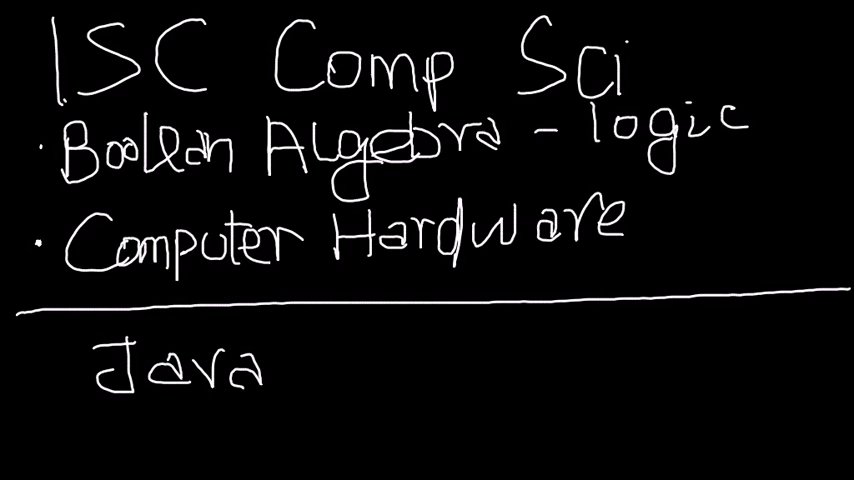 ISC Comp Sci
· Boolean Algebra - logic
· Computer Hardware
Java